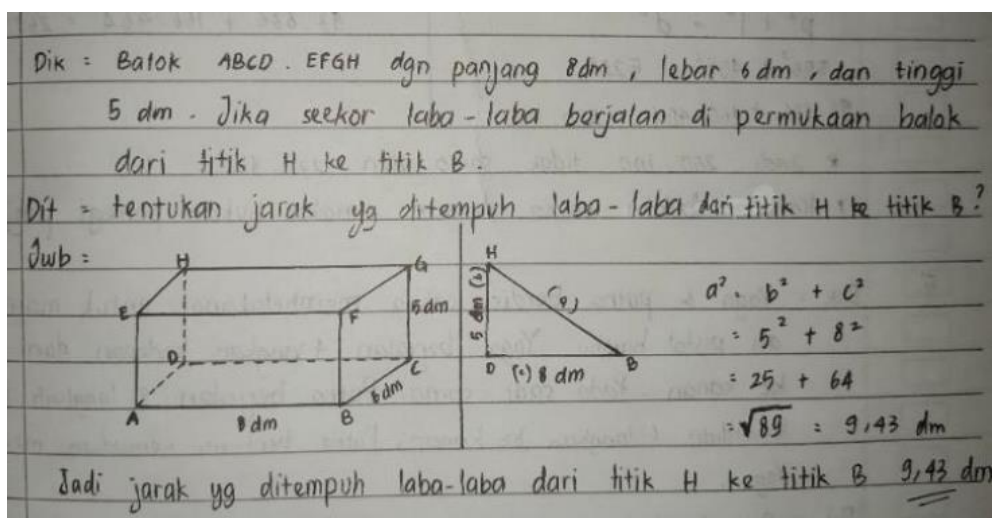 Dik : Balok ABCD . EFGH dgn panjang 8dm , lebar 6 dm , dan tinggi
5 dm . Jika seekor laba-laba berjalan di permukaan balok
dari titik H ke titik B.
Dit = tentukan jarak yg ditempuh laba-laba dari titik H ke titik B?
Jwb :
H
G
E
F
5 dm
D
C
6 dm
A
B
8 dm
H
5 dm (b)
(a)
D
(c) 8 dm
B
a² = b² + c²
= 5² + 8²
= 25 + 64
= √89 = 9,43 dm
Jadi jarak yg ditempuh laba-laba dari titik H ke titik B 9,43 dm